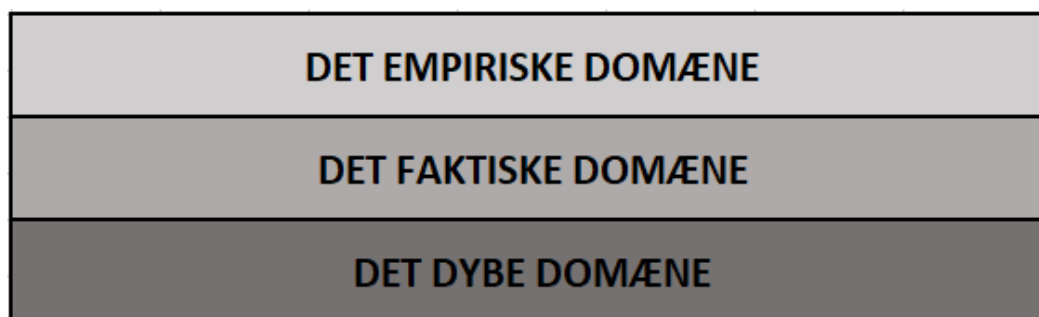 DET EMPIRISKE DOMÆNE
DET FAKTISKE DOMÆNE
DET DYBE DOMÆNE